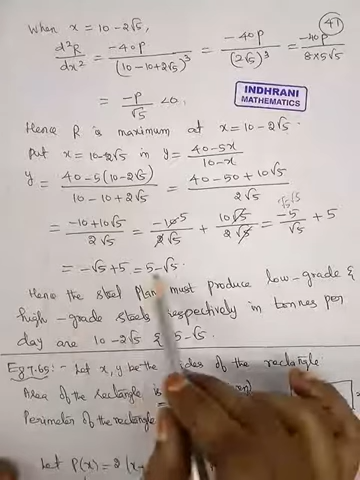 41
When x = 10-2√5
d²R/dx² = -40p/(10-10+2√5)³ = -40p/(2√5)³ = -40p/8×5√5
= -p/√5 < 0.
INDHRANI
MATHEMATICS
Hence R is maximum at x = 10-2√5
Put x = 10-2√5 in y = 40-5x/10-x
y = 40-5(10-2√5)/10-10+2√5 = 40-50+10√5/2√5
= -10+10√5/2√5 = -10/2√5 + 10√5/2√5 = -5/√5 + 5
= -√5+5 = 5-√5.
Hence the steel plan must produce low-grade &
high-grade steels respectively in tonnes per
day are 10-2√5 & 5-√5.
Eg 7.65:- Let x, y be the sides of the rectangle
Area of the rectangle is
Perimeter of the rectangle
Let P(x) = 2(x+